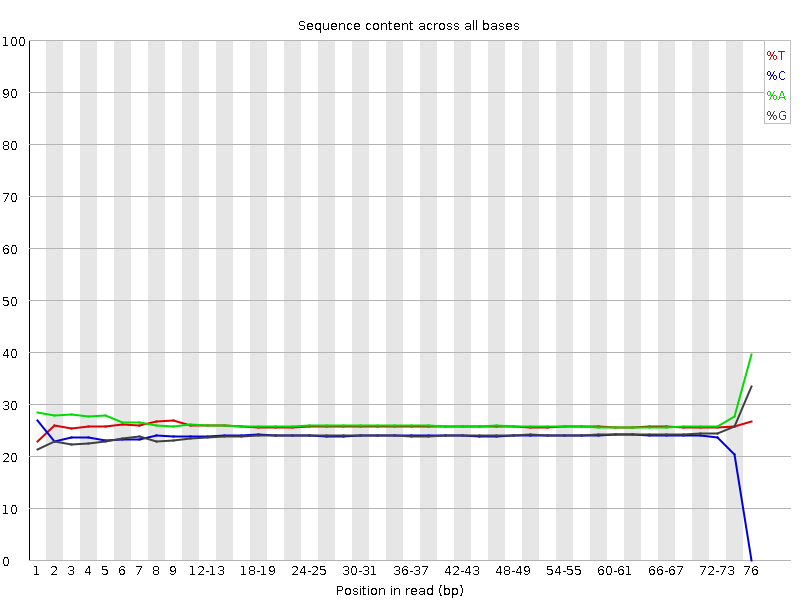 Sequence content across all bases
100
90
80
70
60
50
40
30
20
10
0
%T
%C
%A
%G
1 2 3 4 5 6 7 8 9 12-13 18-19 24-25 30-31 36-37 42-43 48-49 54-55 60-61 66-67 72-73 76
Position in read (bp)